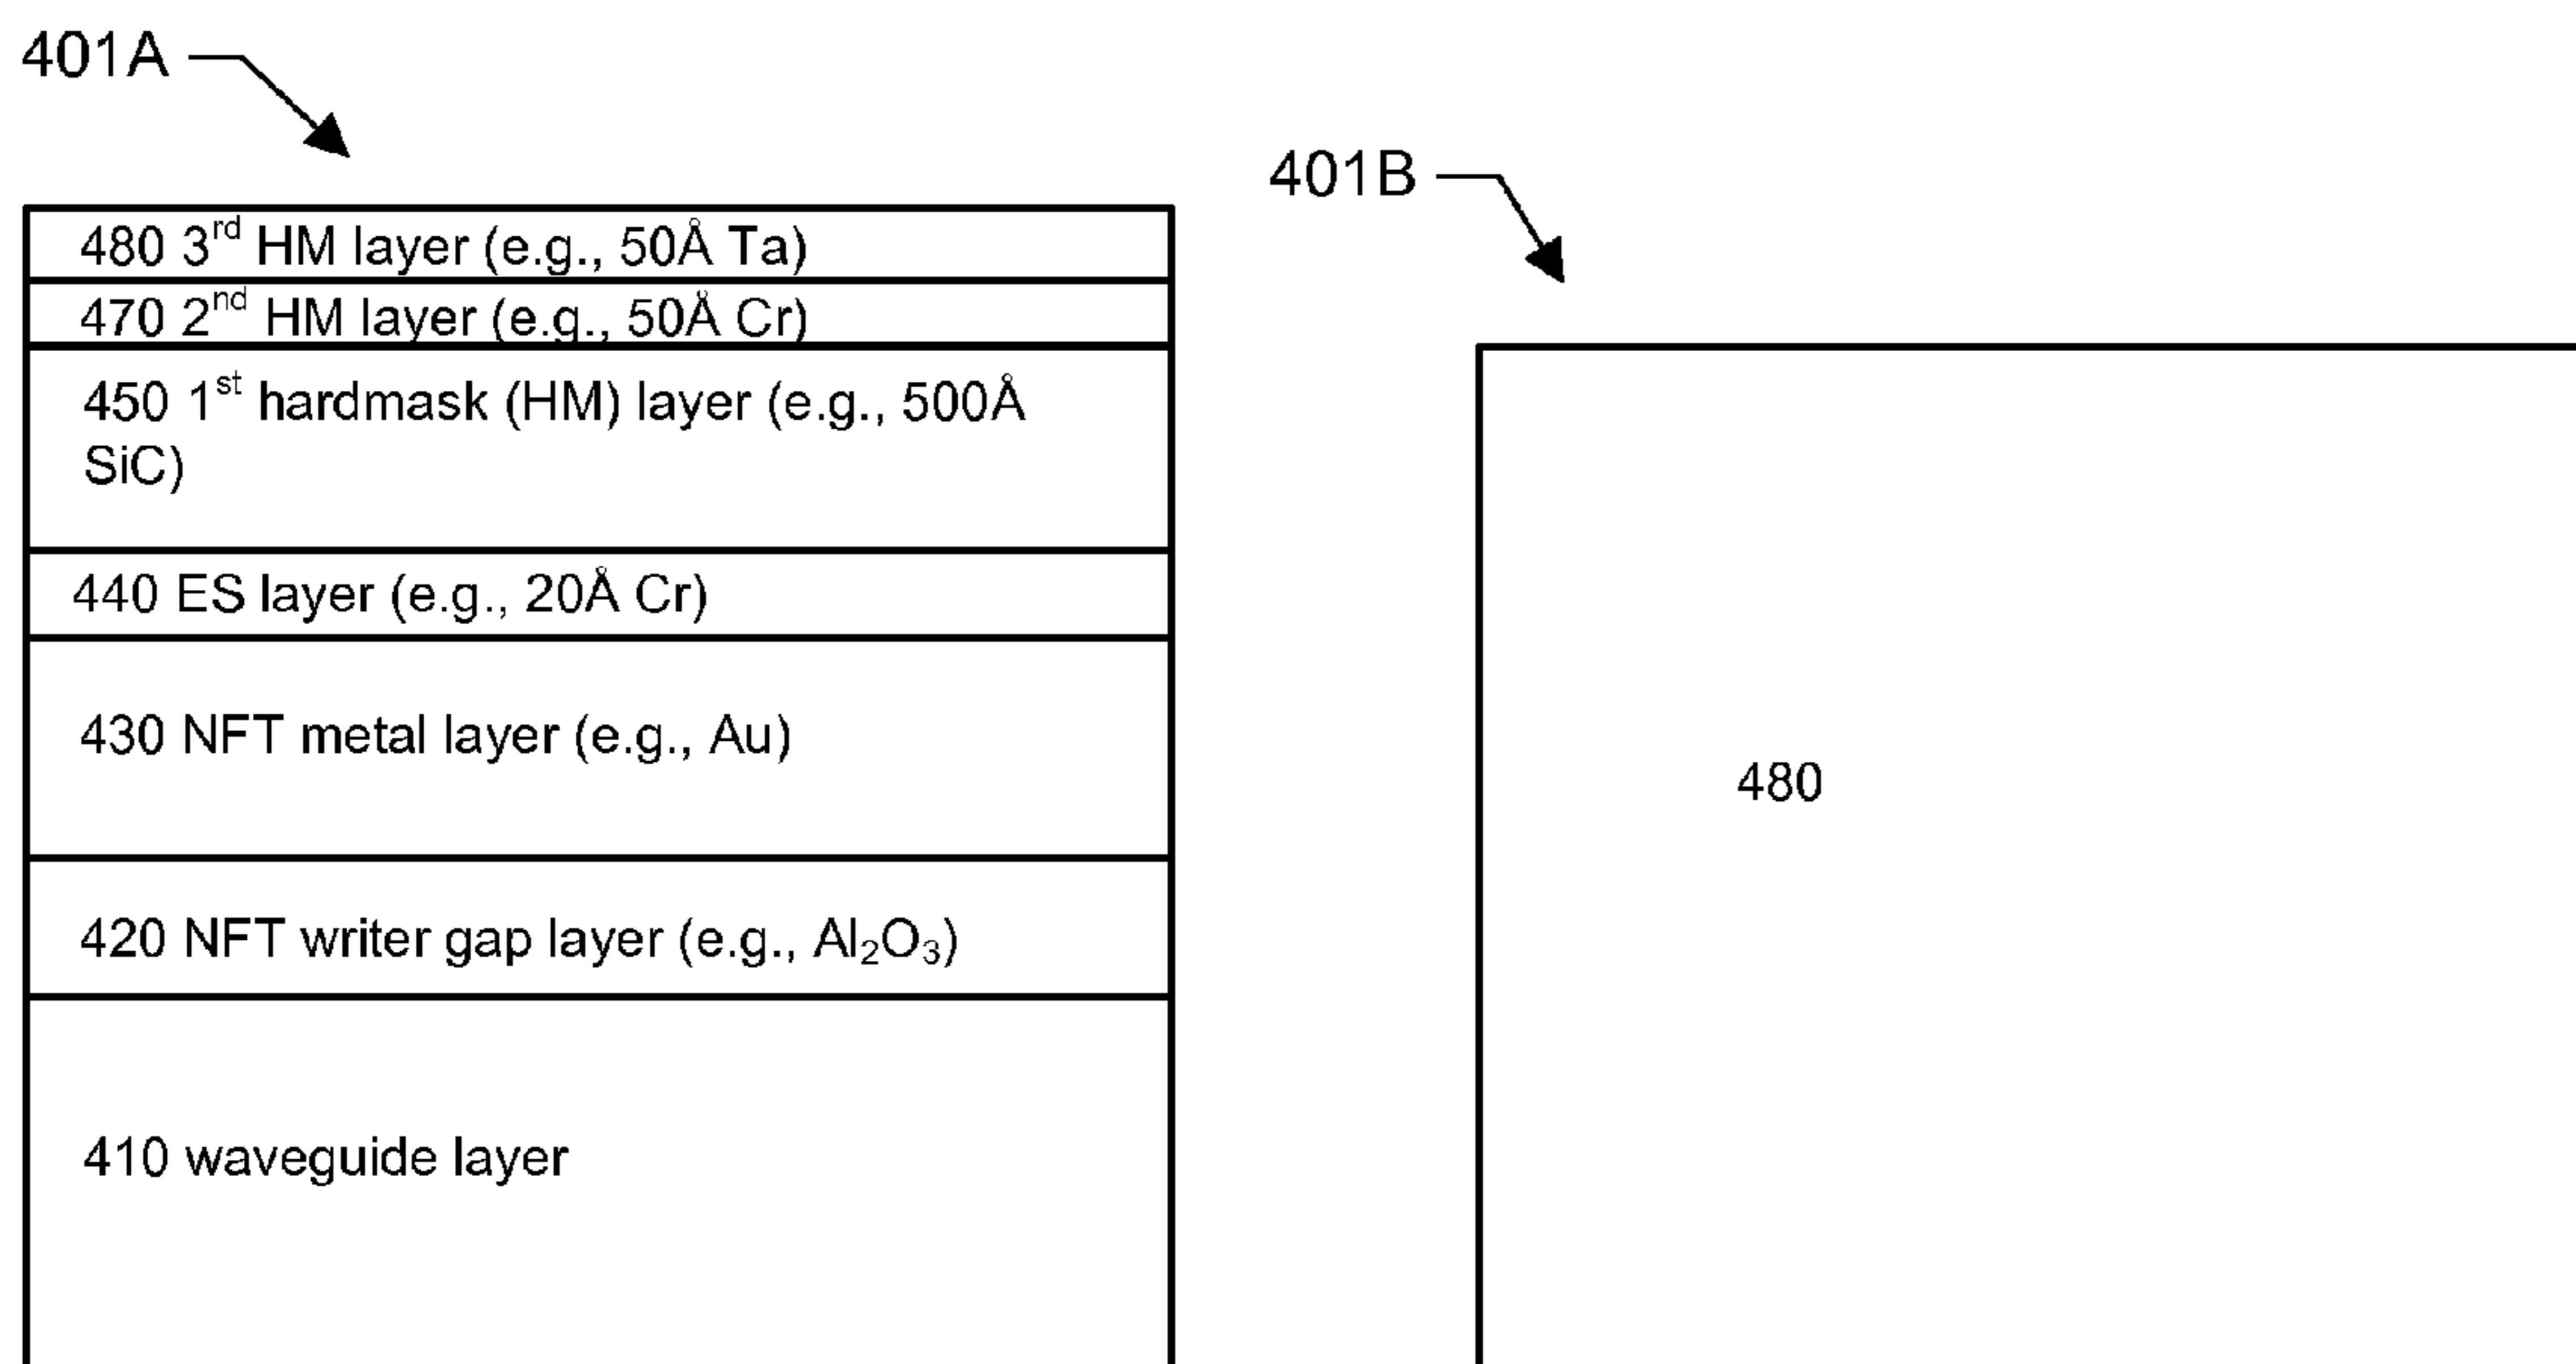 401A
401B
480 3rd HM layer (e.g., 50Å Ta)
470 2nd HM layer (e.g., 50Å Cr)
450 1st hardmask (HM) layer (e.g., 500Å
SiC)
440 ES layer (e.g., 20Å Cr)
430 NFT metal layer (e.g., Au)
480
420 NFT writer gap layer (e.g., Al₂O₃)
410 waveguide layer